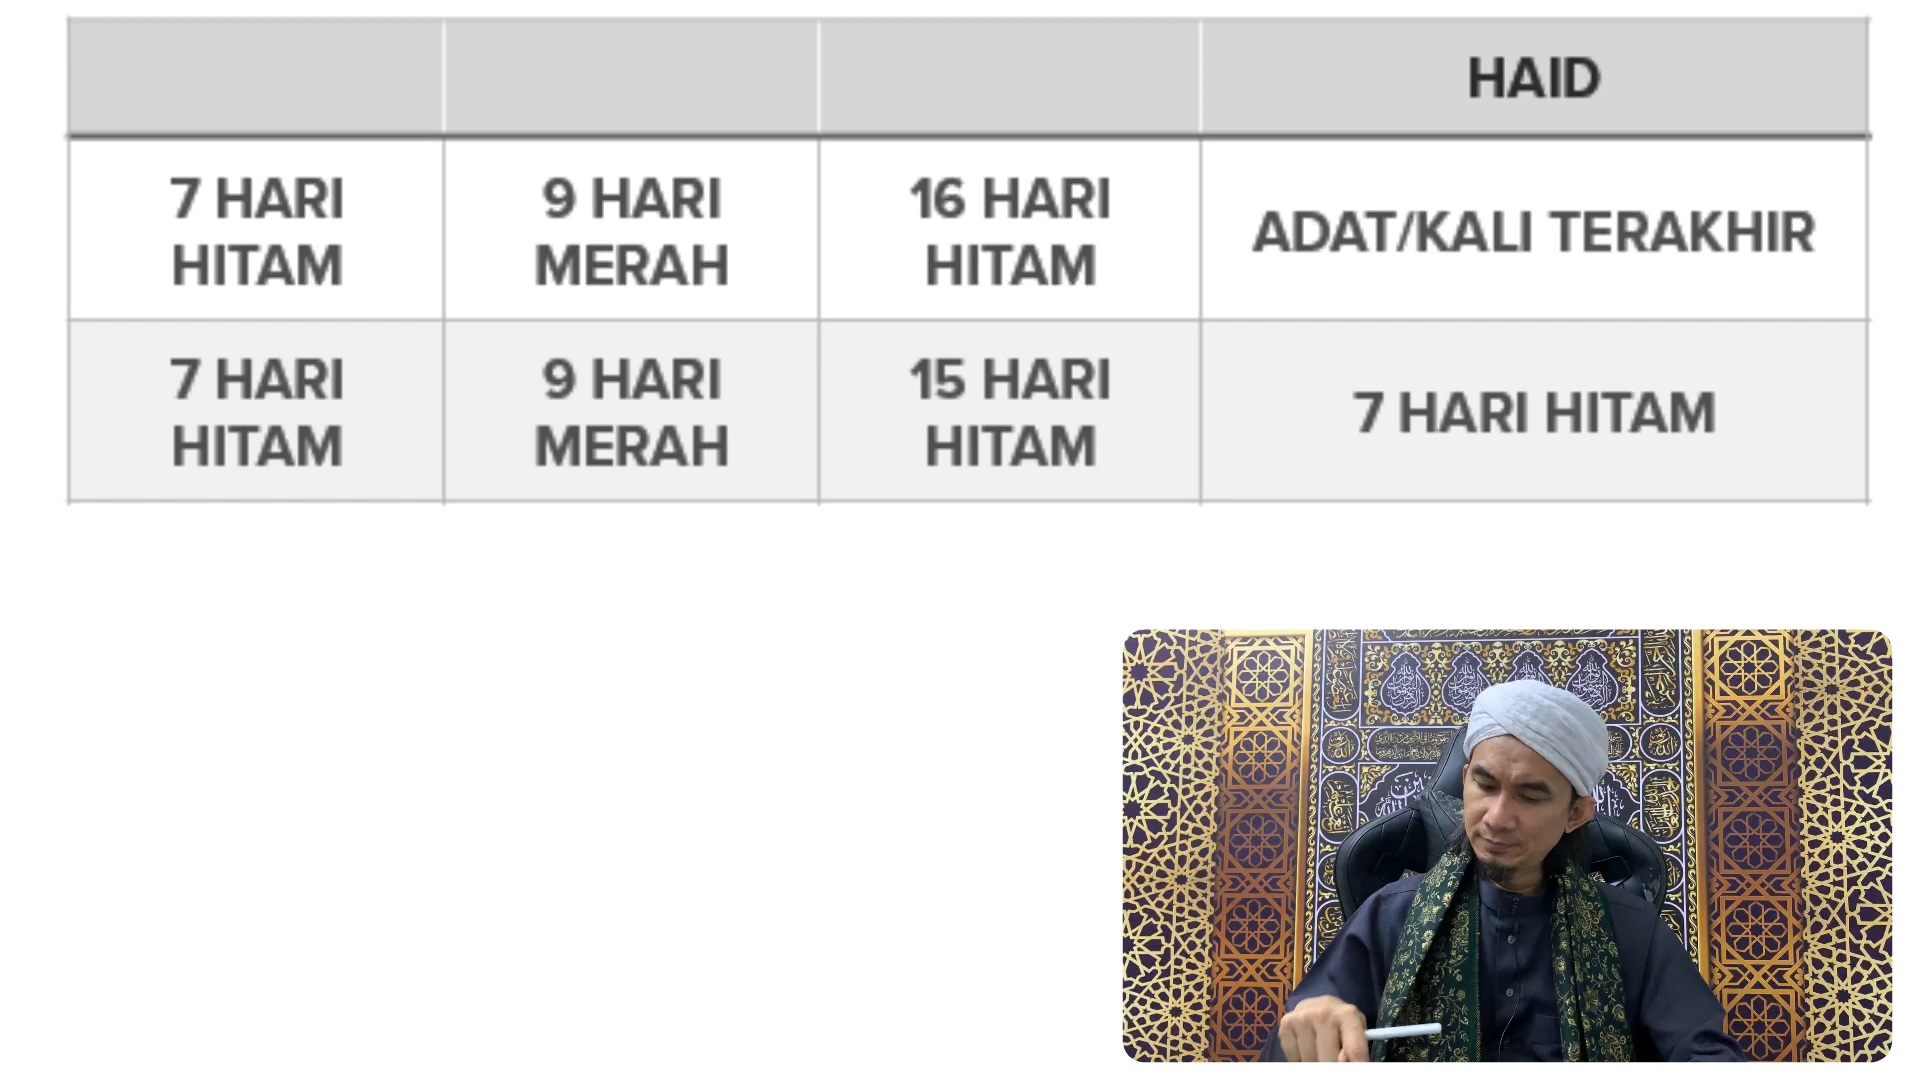 HAID
7 HARI
HITAM
9 HARI
MERAH
16 HARI
HITAM
ADAT/KALI TERAKHIR
7 HARI
HITAM
9 HARI
MERAH
15 HARI
HITAM
7 HARI HITAM